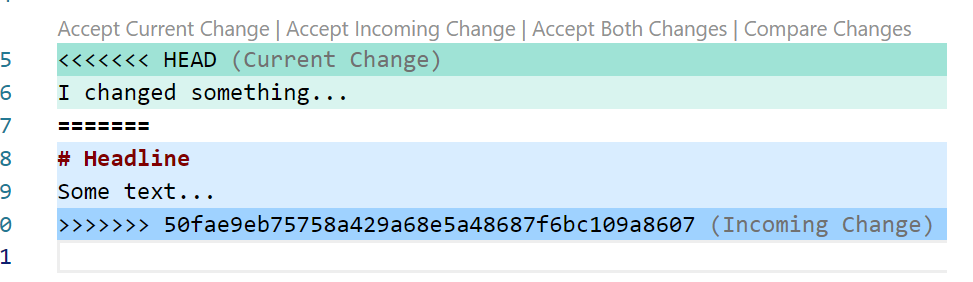 Accept Current Change | Accept Incoming Change | Accept Both Changes | Compare Changes
5 <<<<<<< HEAD (Current Change)
6 I changed something...
7 =======
8 # Headline
9 Some text...
0 >>>>>>> 50fae9eb75758a429a68e5a48687f6bc109a8607 (Incoming Change)
1